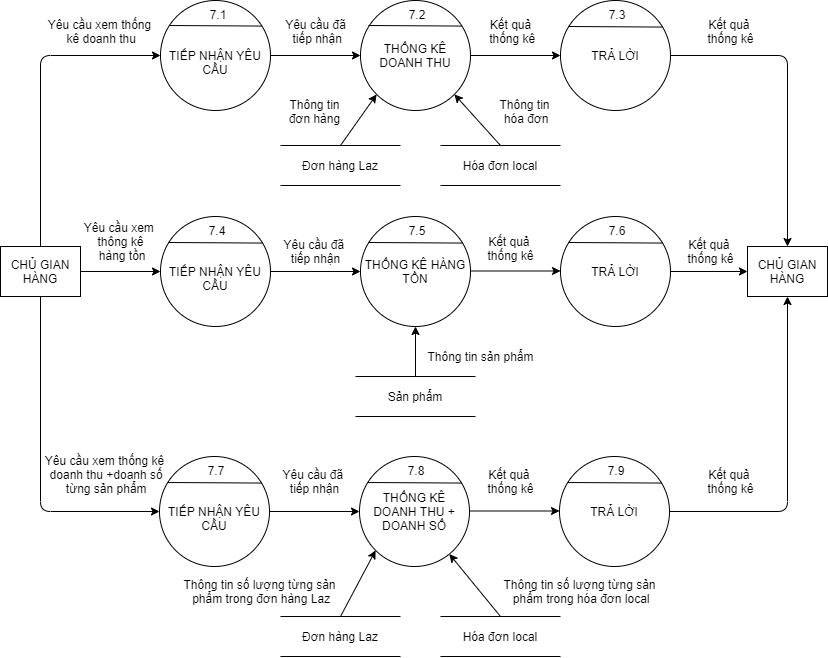 Yêu cầu xem thống
kê doanh thu
7.1
TIẾP NHẬN YÊU
CẦU
Yêu cầu đã
tiếp nhận
7.2
THỐNG KÊ
DOANH THU
Kết quả
thống kê
7.3
TRẢ LỜI
Kết quả
thống kê
Thông tin
đơn hàng
Thông tin
hóa đơn
Đơn hàng Laz
Hóa đơn local
CHỦ GIAN
HÀNG
Yêu cầu xem
thống kê
hàng tồn
7.4
TIẾP NHẬN YÊU
CẦU
Yêu cầu đã
tiếp nhận
7.5
THỐNG KÊ HÀNG
TỒN
Kết quả
thống kê
7.6
TRẢ LỜI
Kết quả
thống kê
CHỦ GIAN
HÀNG
Thông tin sản phẩm
Sản phẩm
Yêu cầu xem thống kê
doanh thu +doanh số
từng sản phẩm
7.7
TIẾP NHẬN YÊU
CẦU
Yêu cầu đã
tiếp nhận
7.8
THỐNG KÊ
DOANH THU +
DOANH SỐ
Kết quả
thống kê
7.9
TRẢ LỜI
Kết quả
thống kê
Thông tin số lượng từng sản
phẩm trong đơn hàng Laz
Thông tin số lượng từng sản
phẩm trong hóa đơn local
Đơn hàng Laz
Hóa đơn local